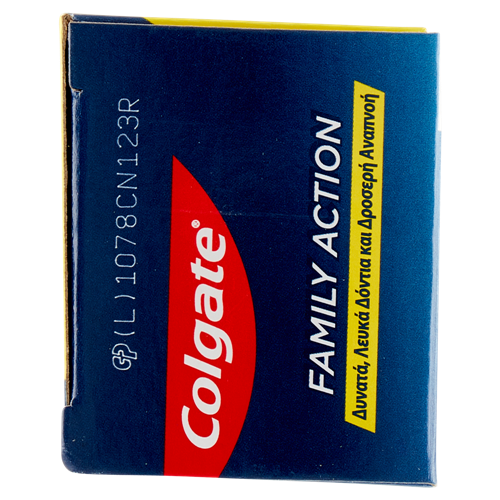 (L)1078CN123R
Colgate®
FAMILY ACTION
Δυνατά, Λευκά Δόντια και Δροσερή Αναπνοή